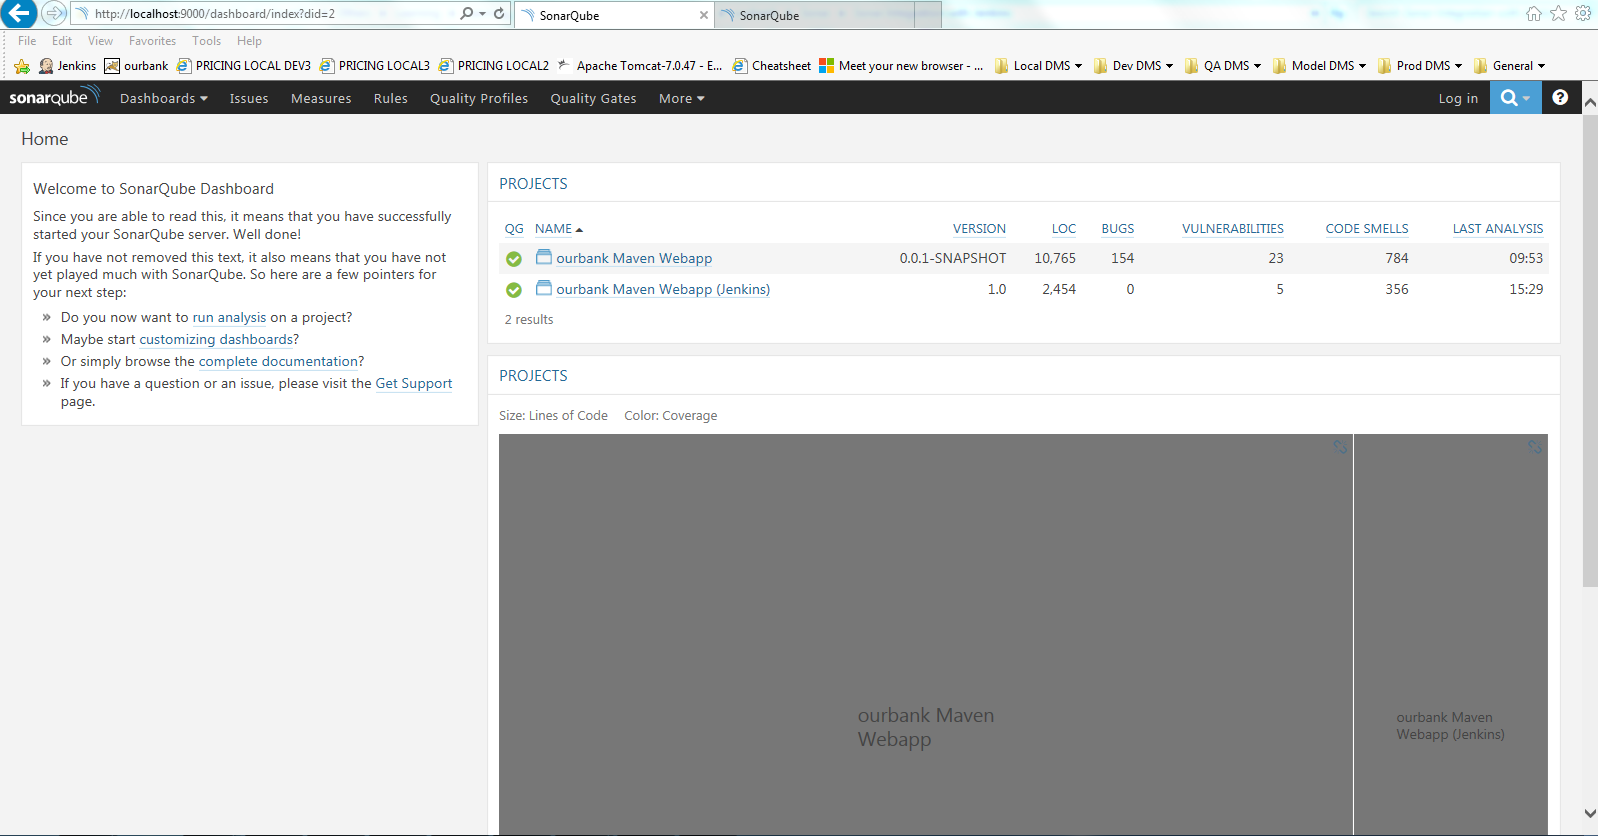 http://localhost:9000/dashboard/index?did=2
SonarQube
SonarQube
File Edit View Favorites Tools Help
Jenkins ourbank PRICING LOCAL DEV3 PRICING LOCAL3 PRICING LOCAL2 Apache Tomcat-7.0.47 - E... Cheatsheet Meet your new browser - ... Local DMS Dev DMS QA DMS Model DMS Prod DMS General
sonarqube Dashboards Issues Measures Rules Quality Profiles Quality Gates More Log in
Home
Welcome to SonarQube Dashboard
Since you are able to read this, it means that you have successfully
started your SonarQube server. Well done!
If you have not removed this text, it also means that you have not
yet played much with SonarQube. So here are a few pointers for
your next step:
» Do you now want to run analysis on a project?
» Maybe start customizing dashboards?
» Or simply browse the complete documentation?
» If you have a question or an issue, please visit the Get Support
page.
PROJECTS
QG NAME VERSION LOC BUGS VULNERABILITIES CODE SMELLS LAST ANALYSIS
ourbank Maven Webapp 0.0.1-SNAPSHOT 10,765 154 23 784 09:53
ourbank Maven Webapp (Jenkins) 1.0 2,454 0 5 356 15:29
2 results
PROJECTS
Size: Lines of Code Color: Coverage
ourbank Maven
Webapp
ourbank Maven
Webapp (Jenkins)